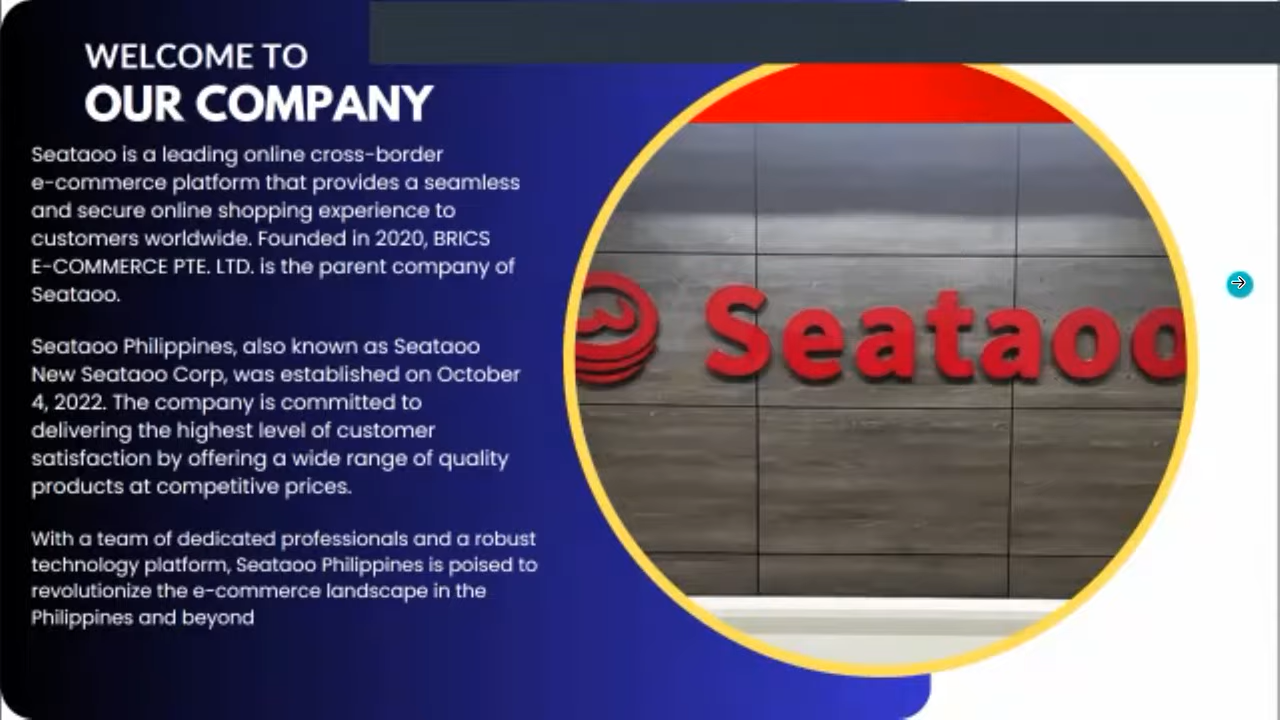 WELCOME TO
OUR COMPANY
Seataoo is a leading online cross-border
e-commerce platform that provides a seamless
and secure online shopping experience to
customers worldwide. Founded in 2020, BRICS
E-COMMERCE PTE. LTD. is the parent company of
Seataoo.
Seataoo Philippines, also known as Seataoo
New Seataoo Corp, was established on October
4, 2022. The company is committed to
delivering the highest level of customer
satisfaction by offering a wide range of quality
products at competitive prices.
With a team of dedicated professionals and a robust
technology platform, Seataoo Philippines is poised to
revolutionize the e-commerce landscape in the
Philippines and beyond
Seataoo